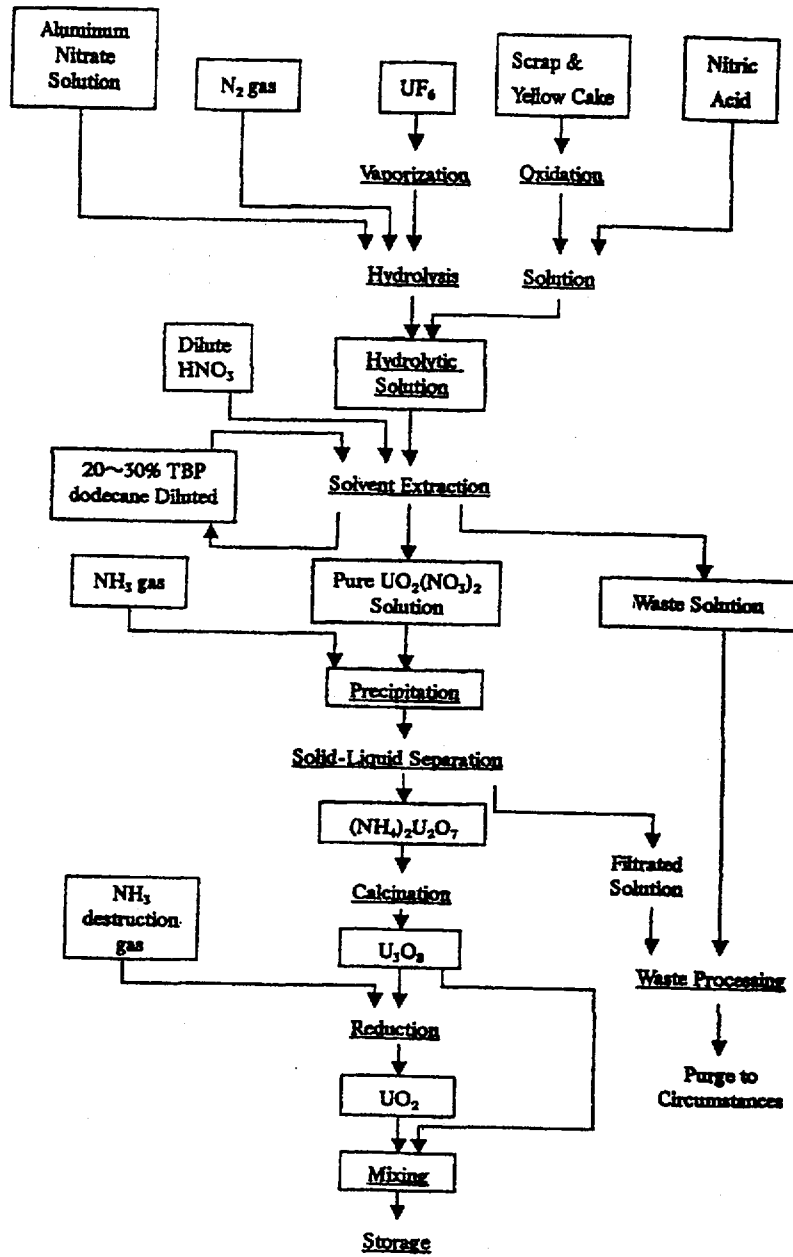 Aluminum
Nitrate
Solution
N₂ gas
UF₆
Scrap &
Yellow Cake
Nitric
Acid
Vaporization
Oxidation
Hydrolysis
Solution
Dilute
HNO₃
Hydrolytic
Solution
20～30% TBP
dodecane Diluted
Solvent Extraction
NH₃ gas
Pure UO₂(NO₃)₂
Solution
Waste Solution
Precipitation
Solid-Liquid Separation
(NH₄)₂U₂O₇
Filtrated
Solution
Calcination
NH₃
destruction
gas
U₃O₈
Waste Processing
Reduction
Purge to
Circumstances
UO₂
Mixing
Storage